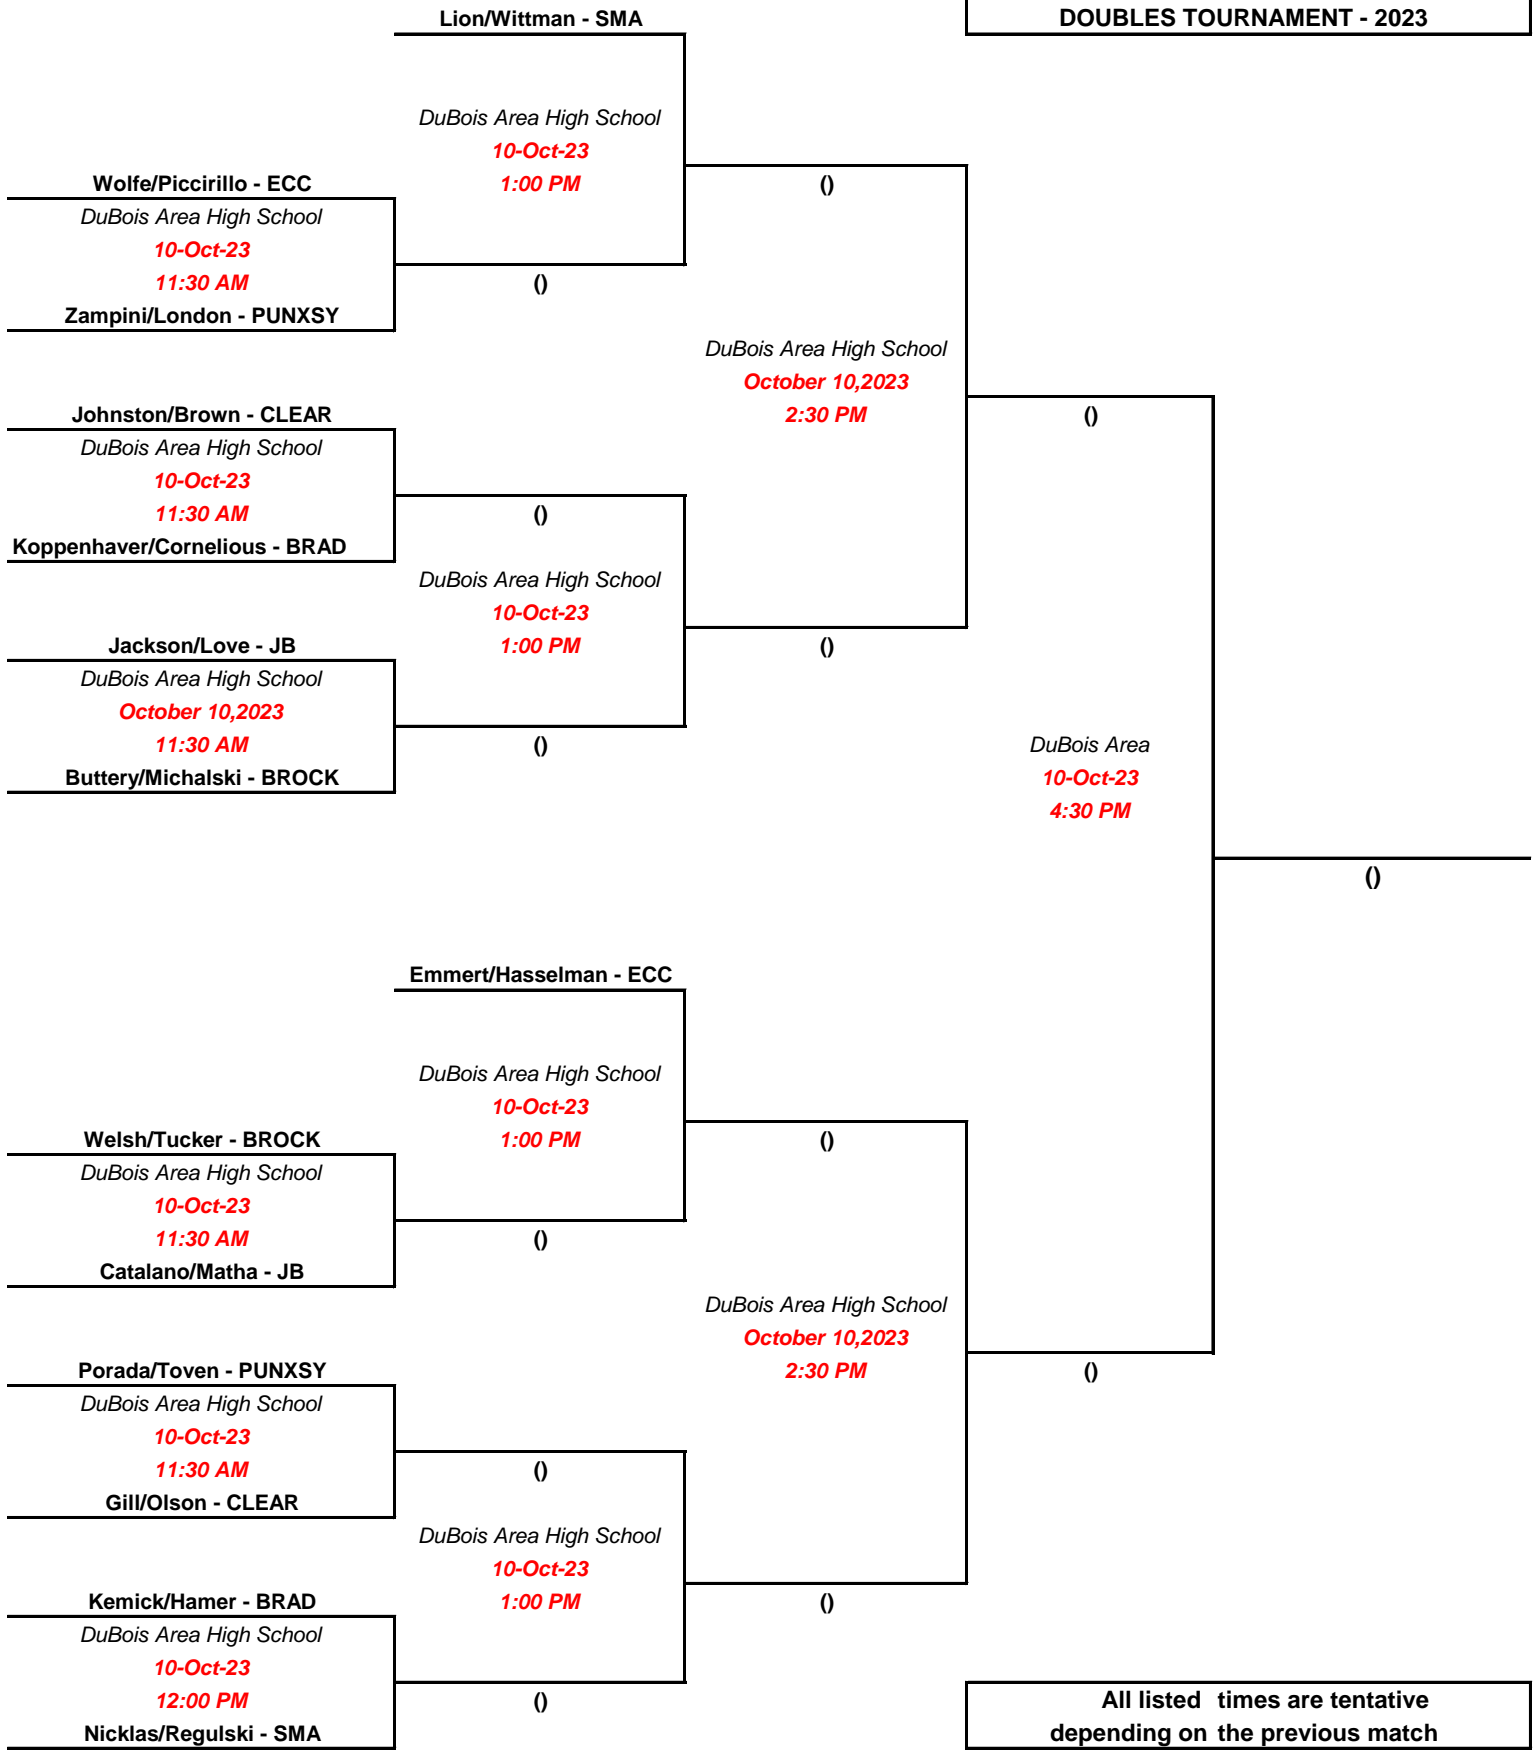 Lion/Wittman - SMA
DOUBLES TOURNAMENT - 2023
DuBois Area High School
10-Oct-23
1:00 PM
()
Wolfe/Piccirillo - ECC
DuBois Area High School
10-Oct-23
11:30 AM
Zampini/London - PUNXSY
()
DuBois Area High School
October 10,2023
2:30 PM
()
Johnston/Brown - CLEAR
DuBois Area High School
10-Oct-23
11:30 AM
Koppenhaver/Cornelious - BRAD
()
DuBois Area High School
10-Oct-23
1:00 PM
()
Jackson/Love - JB
DuBois Area High School
October 10,2023
11:30 AM
Buttery/Michalski - BROCK
()
DuBois Area
10-Oct-23
4:30 PM
()
Emmert/Hasselman - ECC
DuBois Area High School
10-Oct-23
1:00 PM
()
Welsh/Tucker - BROCK
DuBois Area High School
10-Oct-23
11:30 AM
Catalano/Matha - JB
()
DuBois Area High School
October 10,2023
2:30 PM
()
Porada/Toven - PUNXSY
DuBois Area High School
10-Oct-23
11:30 AM
Gill/Olson - CLEAR
()
DuBois Area High School
10-Oct-23
1:00 PM
()
Kemick/Hamer - BRAD
DuBois Area High School
10-Oct-23
12:00 PM
Nicklas/Regulski - SMA
()
All listed times are tentative
depending on the previous match